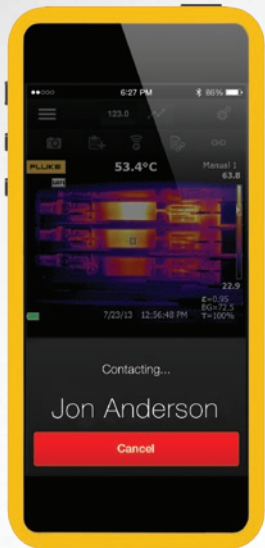 6:27 PM 86%
123.0
FLUKE 53.4°C Manual
63.8
22.9
7/23/13 12:56:48 PM
ε=0.95
BG=72.5
T=100%
Contacting...
Jon Anderson
Cancel